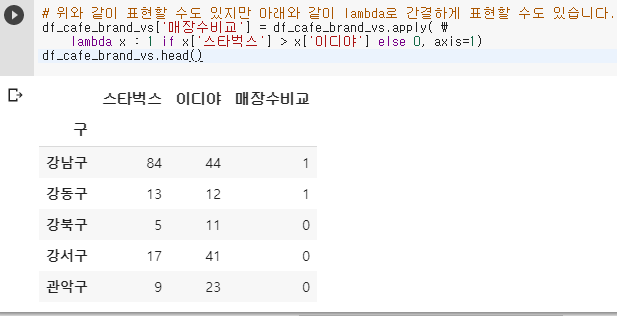 # 위와 같이 표현할 수도 있지만 아래와 같이 lambda로 간결하게 표현할 수도 있습니다.
df_cafe_brand_vs['매장수비교'] = df_cafe_brand_vs.apply( ₩
lambda x : 1 if x['스타벅스'] > x['이디야'] else 0, axis=1)
df_cafe_brand_vs.head()
스타벅스 이디야 매장수비교
구
강남구 84 44 1
강동구 13 12 1
강북구 5 11 0
강서구 17 41 0
관악구 9 23 0